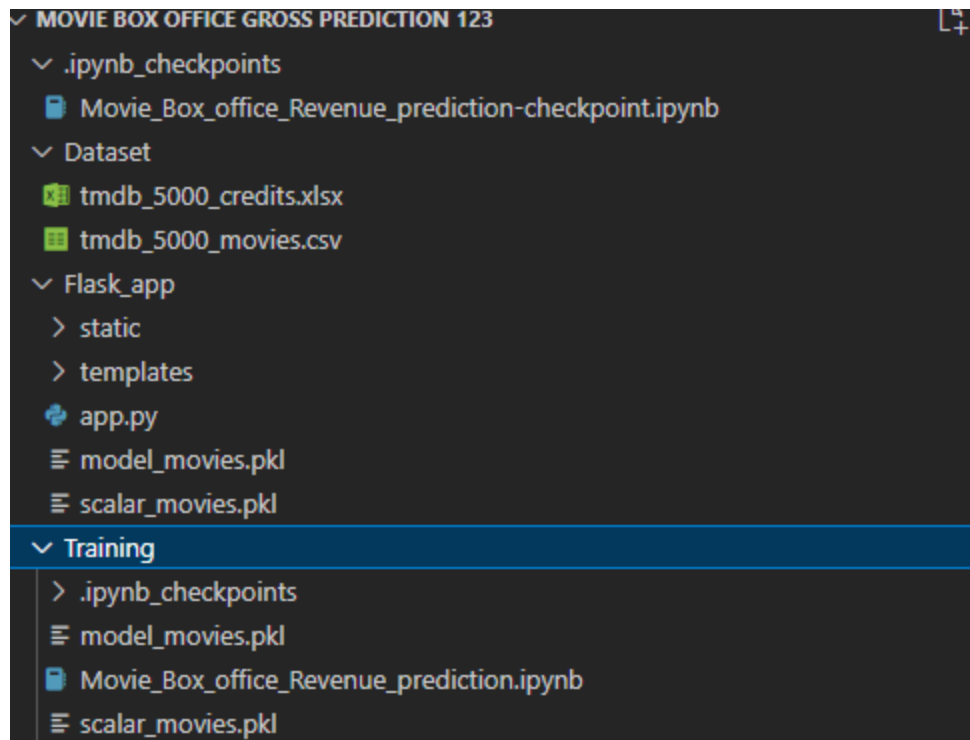 MOVIE BOX OFFICE GROSS PREDICTION 123
.ipynb_checkpoints
Movie_Box_office_Revenue_prediction-checkpoint.ipynb
Dataset
tmdb_5000_credits.xlsx
tmdb_5000_movies.csv
Flask_app
static
templates
app.py
model_movies.pkl
scalar_movies.pkl
Training
.ipynb_checkpoints
model_movies.pkl
Movie_Box_office_Revenue_prediction.ipynb
scalar_movies.pkl